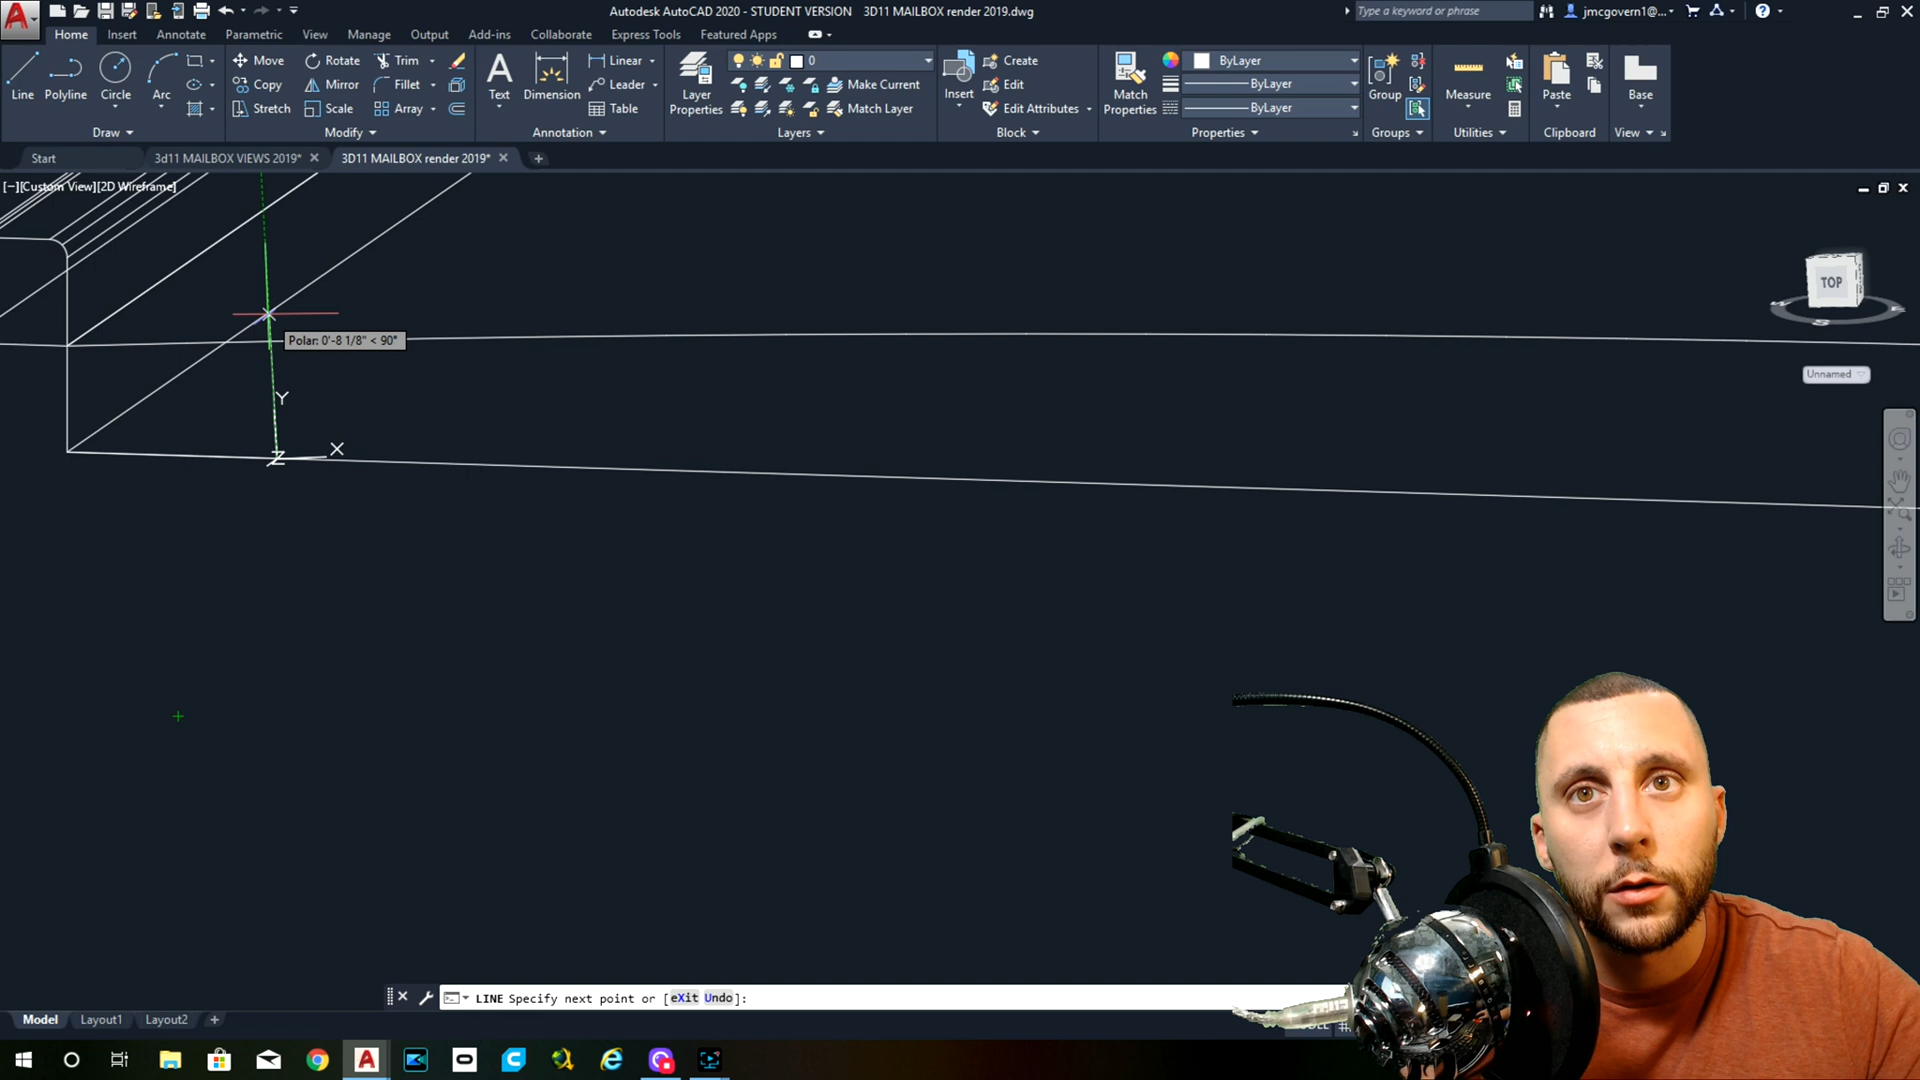 Autodesk AutoCAD 2020 - STUDENT VERSION 3D11 MAILBOX render 2019.dwg
Type a keyword or phrase
jmcgovern1@...
Home Insert Annotate Parametric View Manage Output Add-ins Collaborate Express Tools Featured Apps
Line Polyline Circle Arc
Move Rotate Trim
Copy Mirror Fillet
Stretch Scale Array
Text Dimension
Linear
Leader
Table
Layer Properties
0
Make Current
Match Layer
Insert
Create
Edit
Edit Attributes
Match Properties
ByLayer
ByLayer
ByLayer
Group Measure Paste Base
Draw Modify Annotation Layers Block Properties Groups Utilities Clipboard View
Start 3d11 MAILBOX VIEWS 2019* 3D11 MAILBOX render 2019*
[−][Custom View][2D Wireframe]
TOP
S
Polar: 0'-8 1/8" < 90°
Unnamed
Y
X
Z
LINE Specify next point or [eXit Undo]:
Model Layout1 Layout2